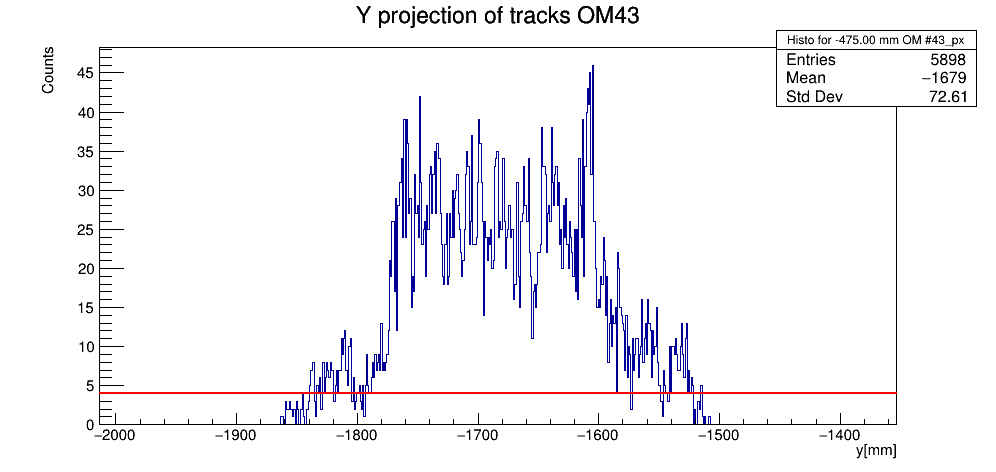 Y projection of tracks OM43
Histo for -475.00 mm OM #43_px
Entries 5898
Mean −1679
Std Dev 72.61
Counts
45
40
35
30
25
20
15
10
5
0
−2000 −1900 −1800 −1700 −1600 −1500 −1400
y[mm]